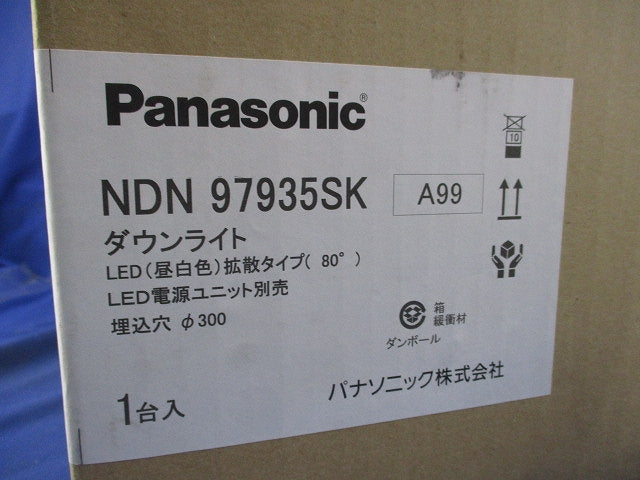 Panasonic®
NDN 97935SK A99
ダウンライト
LED(昼白色)拡散タイプ( 80° )
LED電源ユニット別売
埋込穴 φ300
1台入
10
箱
緩衝材
ダンボール
パナソニック株式会社